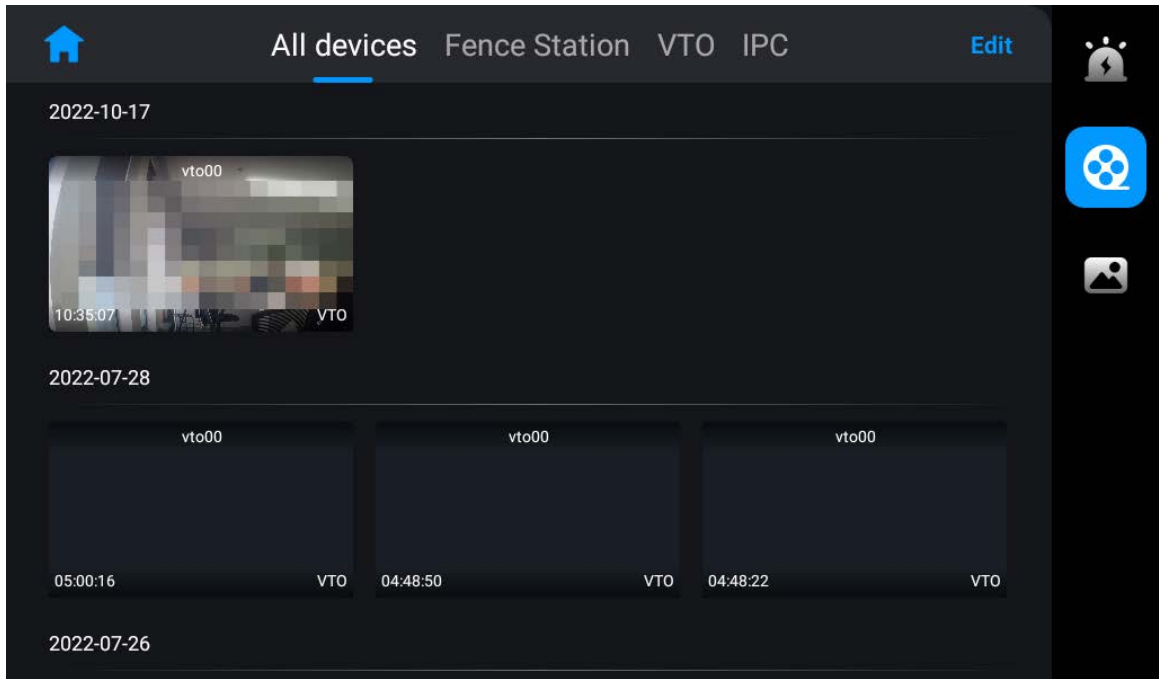 All devices Fence Station VTO IPC Edit
2022-10-17
vto00
10:35:07 VTO
2022-07-28
vto00 vto00 vto00
05:00:16 VTO 04:48:50 VTO 04:48:22 VTO
2022-07-26